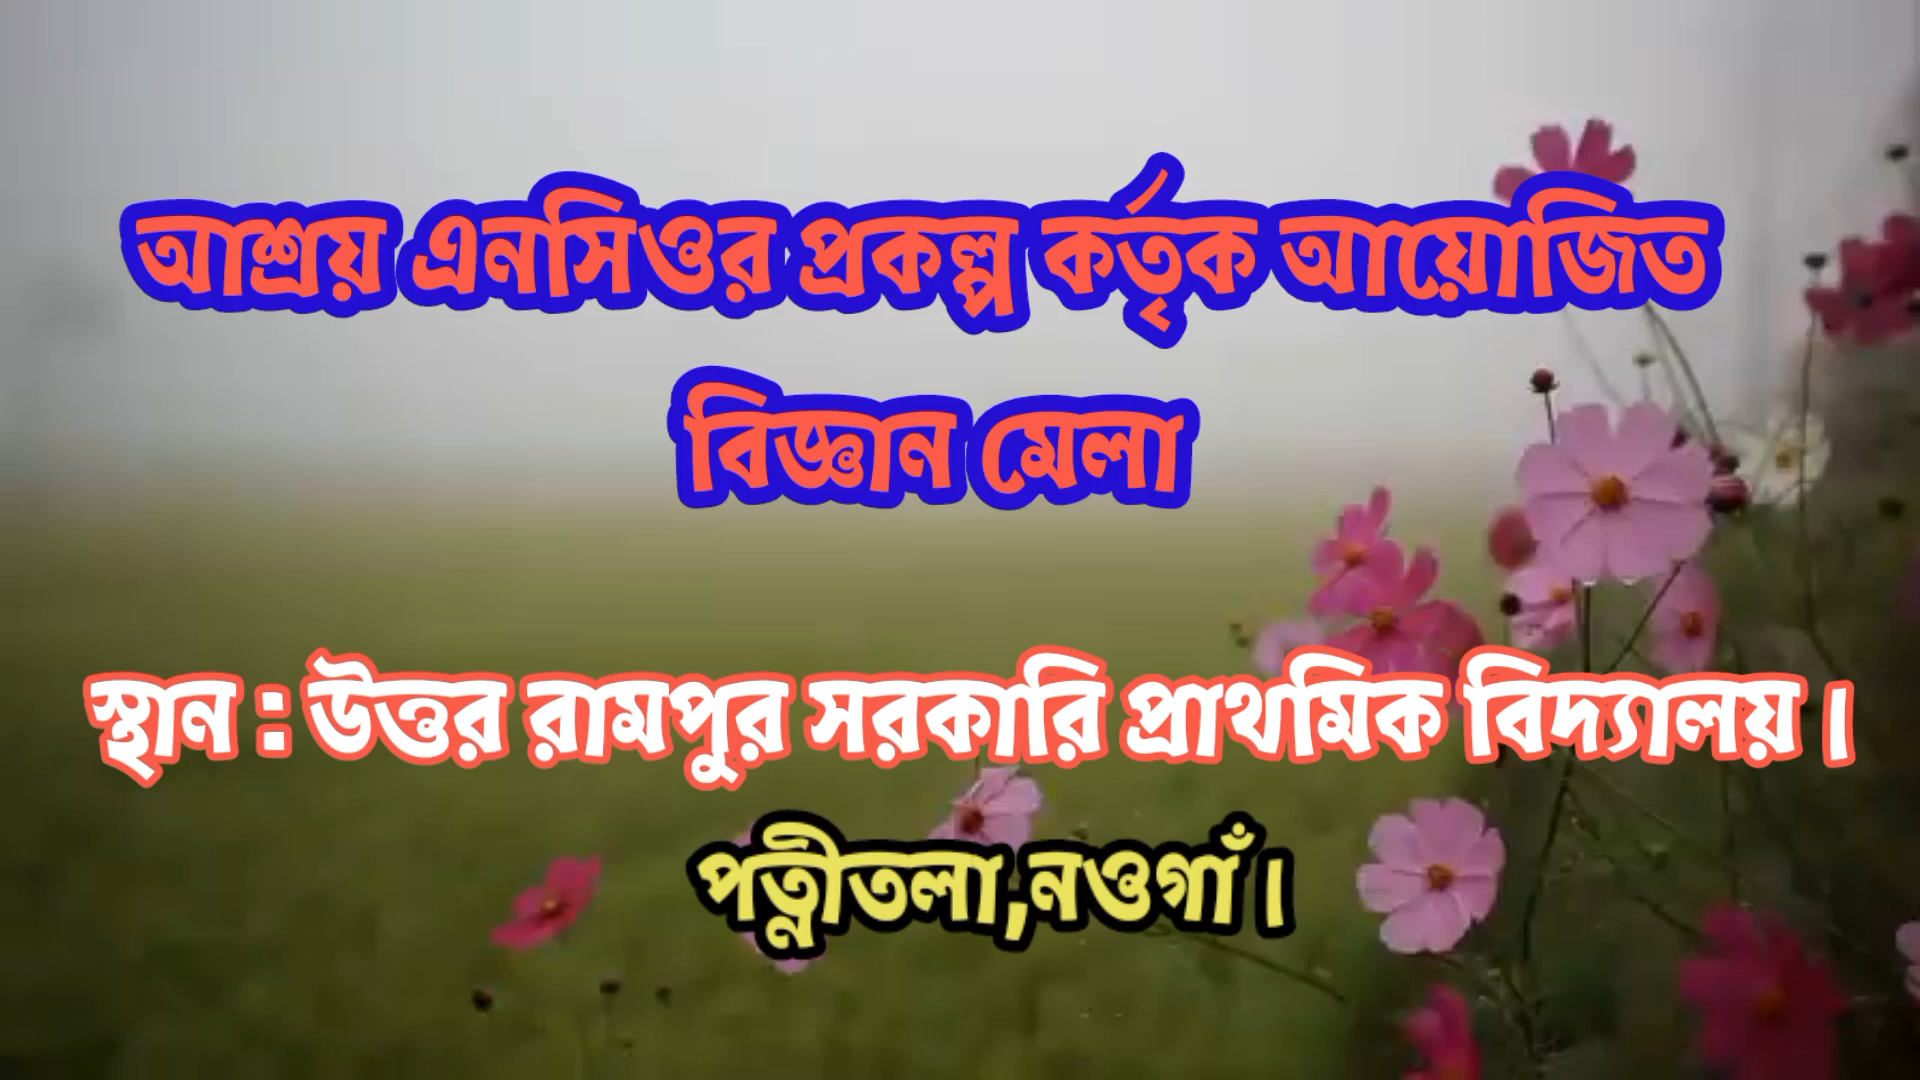 আশ্রয় এনসিওর প্রকল্প কর্তৃক আয়োজিত
বিজ্ঞান মেলা
স্থান : উত্তর রামপুর সরকারি প্রাথমিক বিদ্যালয় ।
পত্নীতলা,নওগাঁ ।